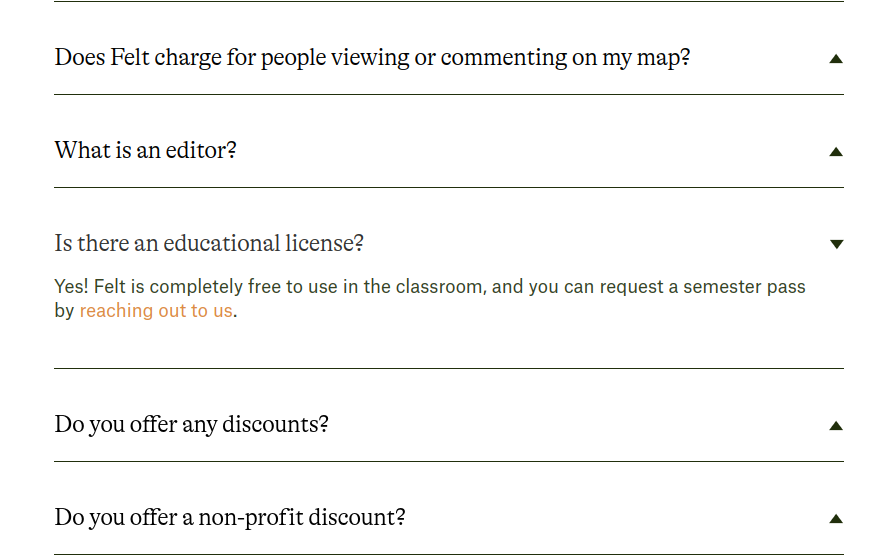 Does Felt charge for people viewing or commenting on my map?
What is an editor?
Is there an educational license?
Yes! Felt is completely free to use in the classroom, and you can request a semester pass
by reaching out to us.
Do you offer any discounts?
Do you offer a non-profit discount?